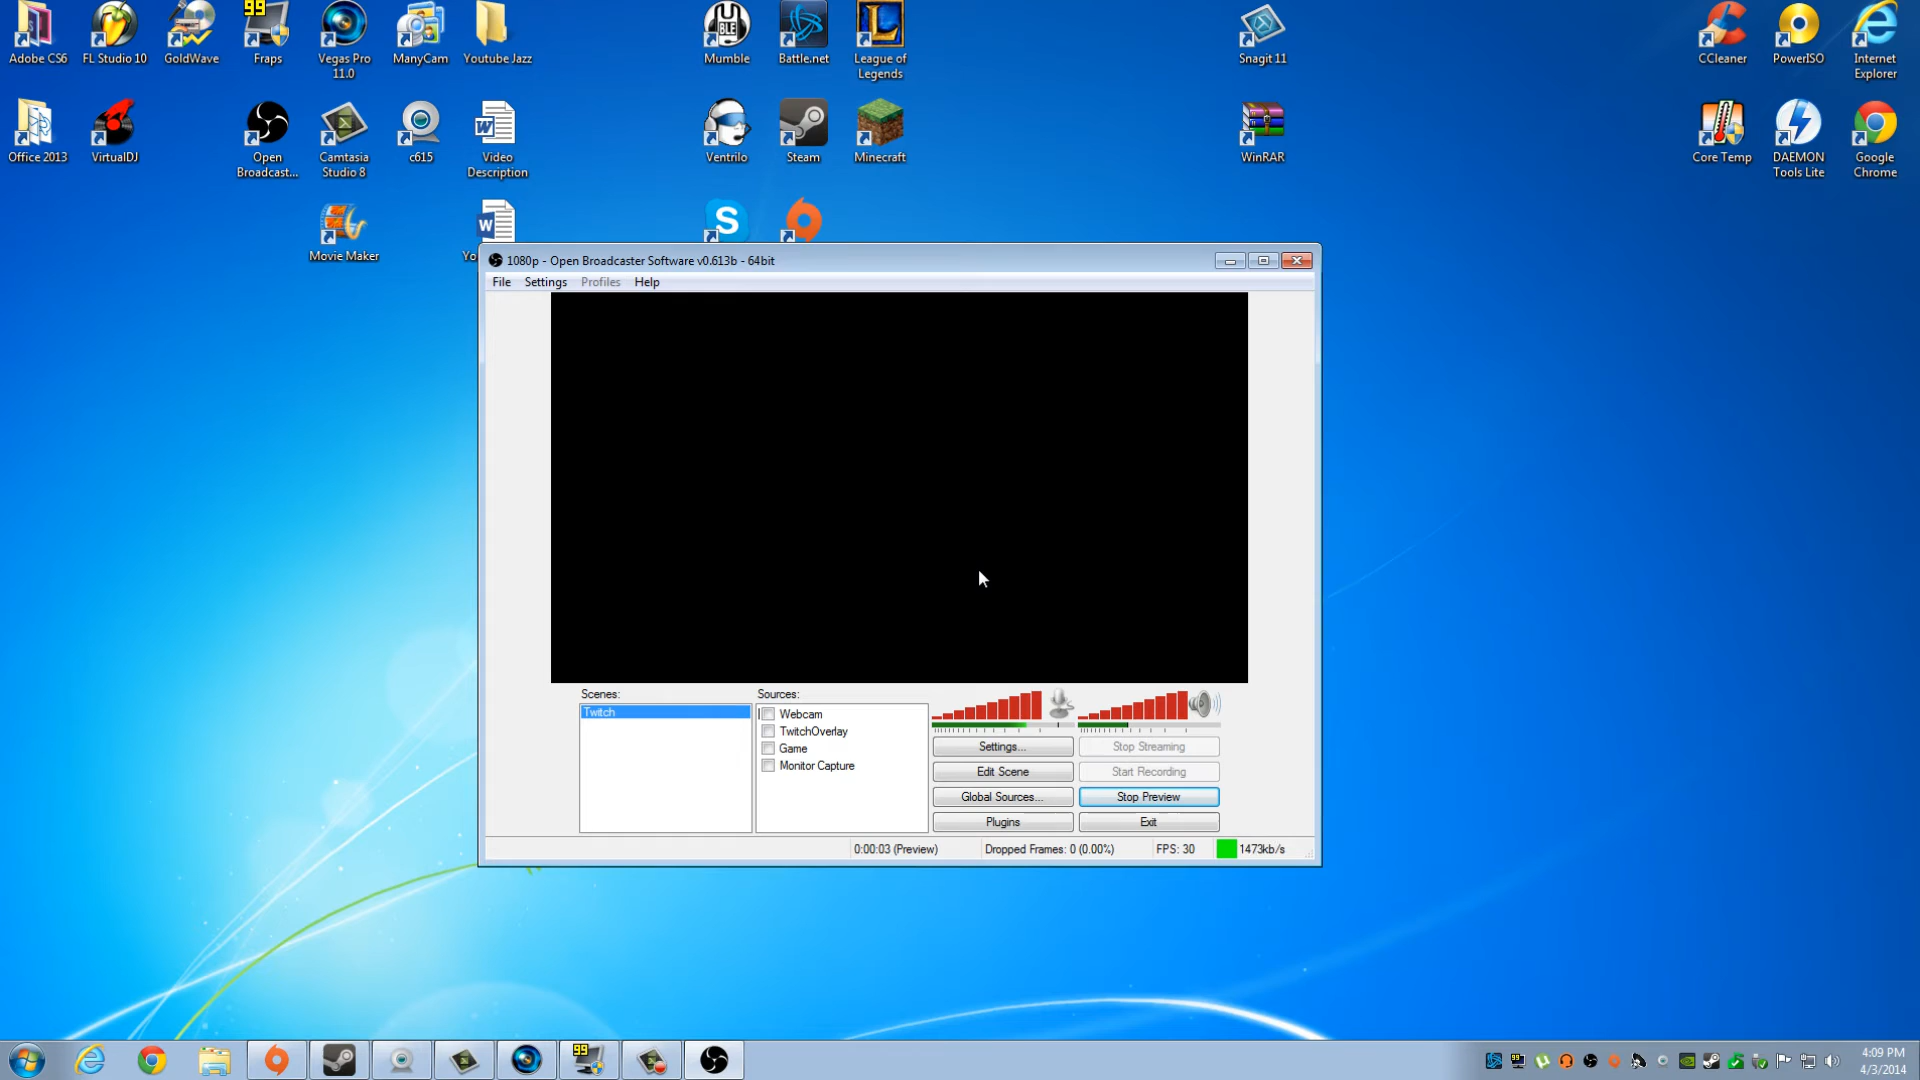 Adobe CS6
FL Studio 10
GoldWave
99
Fraps
Vegas Pro
11.0
ManyCam
Youtube Jazz
BLE
Mumble
Battle.net
L
League of
Legends
Snagit 11
CCleaner
PowerISO
Internet
Explorer
Office 2013
VirtualDJ
Open
Broadcast...
Camtasia
Studio 8
c615
Video
Description
Ventrilo
Steam
Minecraft
WinRAR
Core Temp
DAEMON
Tools Lite
Google
Chrome
Movie Maker
1080p - Open Broadcaster Software v0.613b - 64bit
File Settings Profiles Help
Scenes:
Sources:
Twitch
Webcam
TwitchOverlay
Game
Monitor Capture
Settings...
Stop Streaming
Edit Scene
Start Recording
Global Sources...
Stop Preview
Plugins
Exit
0:00:03 (Preview)
Dropped Frames: 0 (0.00%)
FPS: 30
1473kb/s
99
4:09 PM
4/3/2014